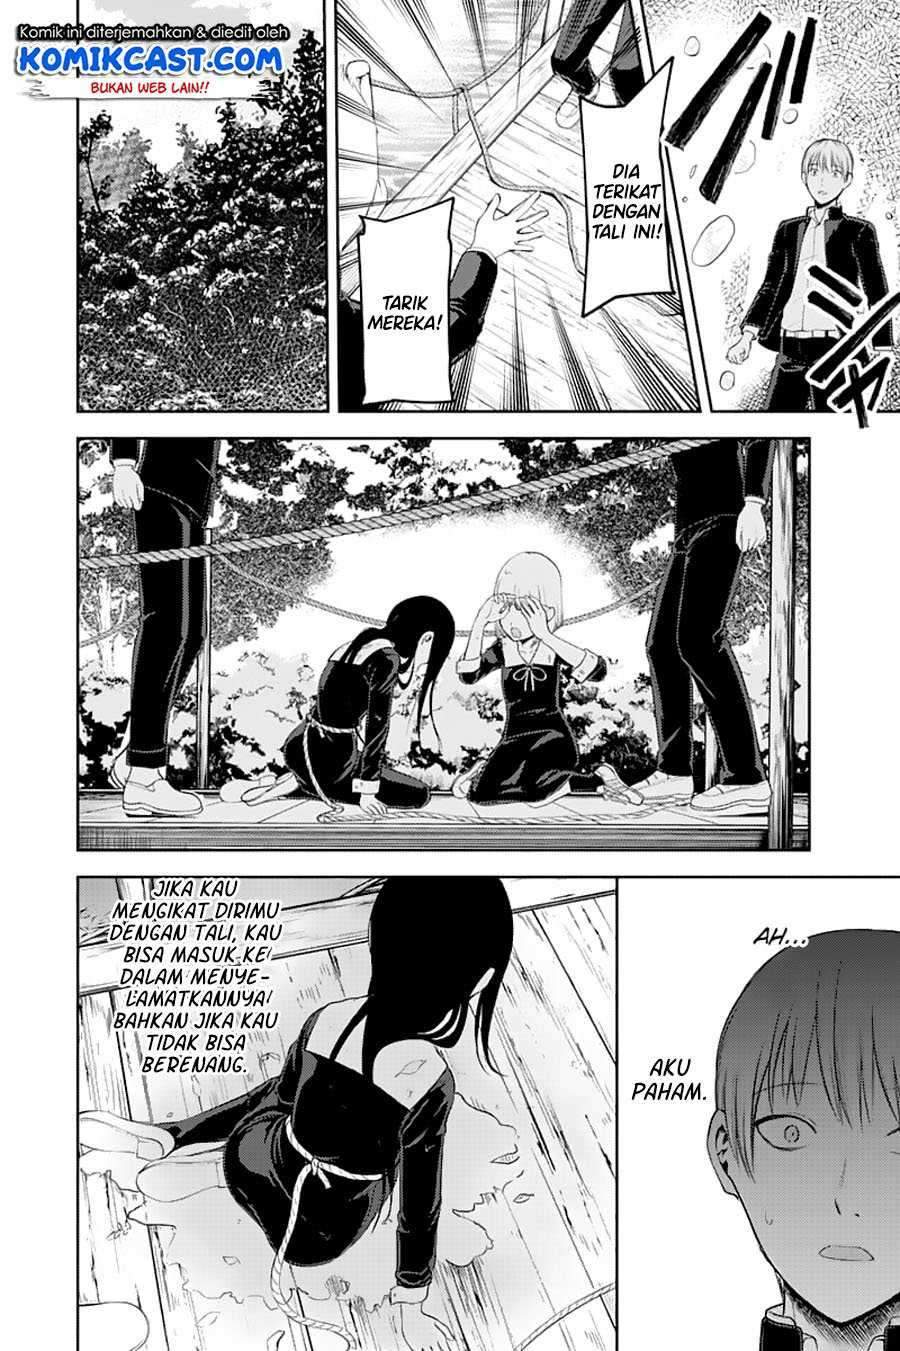 Komik ini diterjemahkan & diedit oleh
KOMIKCAST.COM
BUKAN WEB LAIN!!
DIA
TERIKAT
DENGAN
TALI INI!
TARIK
MEREKA!
AH...
AKU
PAHAM.
JIKA KAU
MENGIKAT DIRIMU
DENGAN TALI, KAU
BISA MASUK KE
DALAM MENYE-
LAMATKANNYA
BAHKAN JIKA KAU
TIDAK BISA
BERENANG.